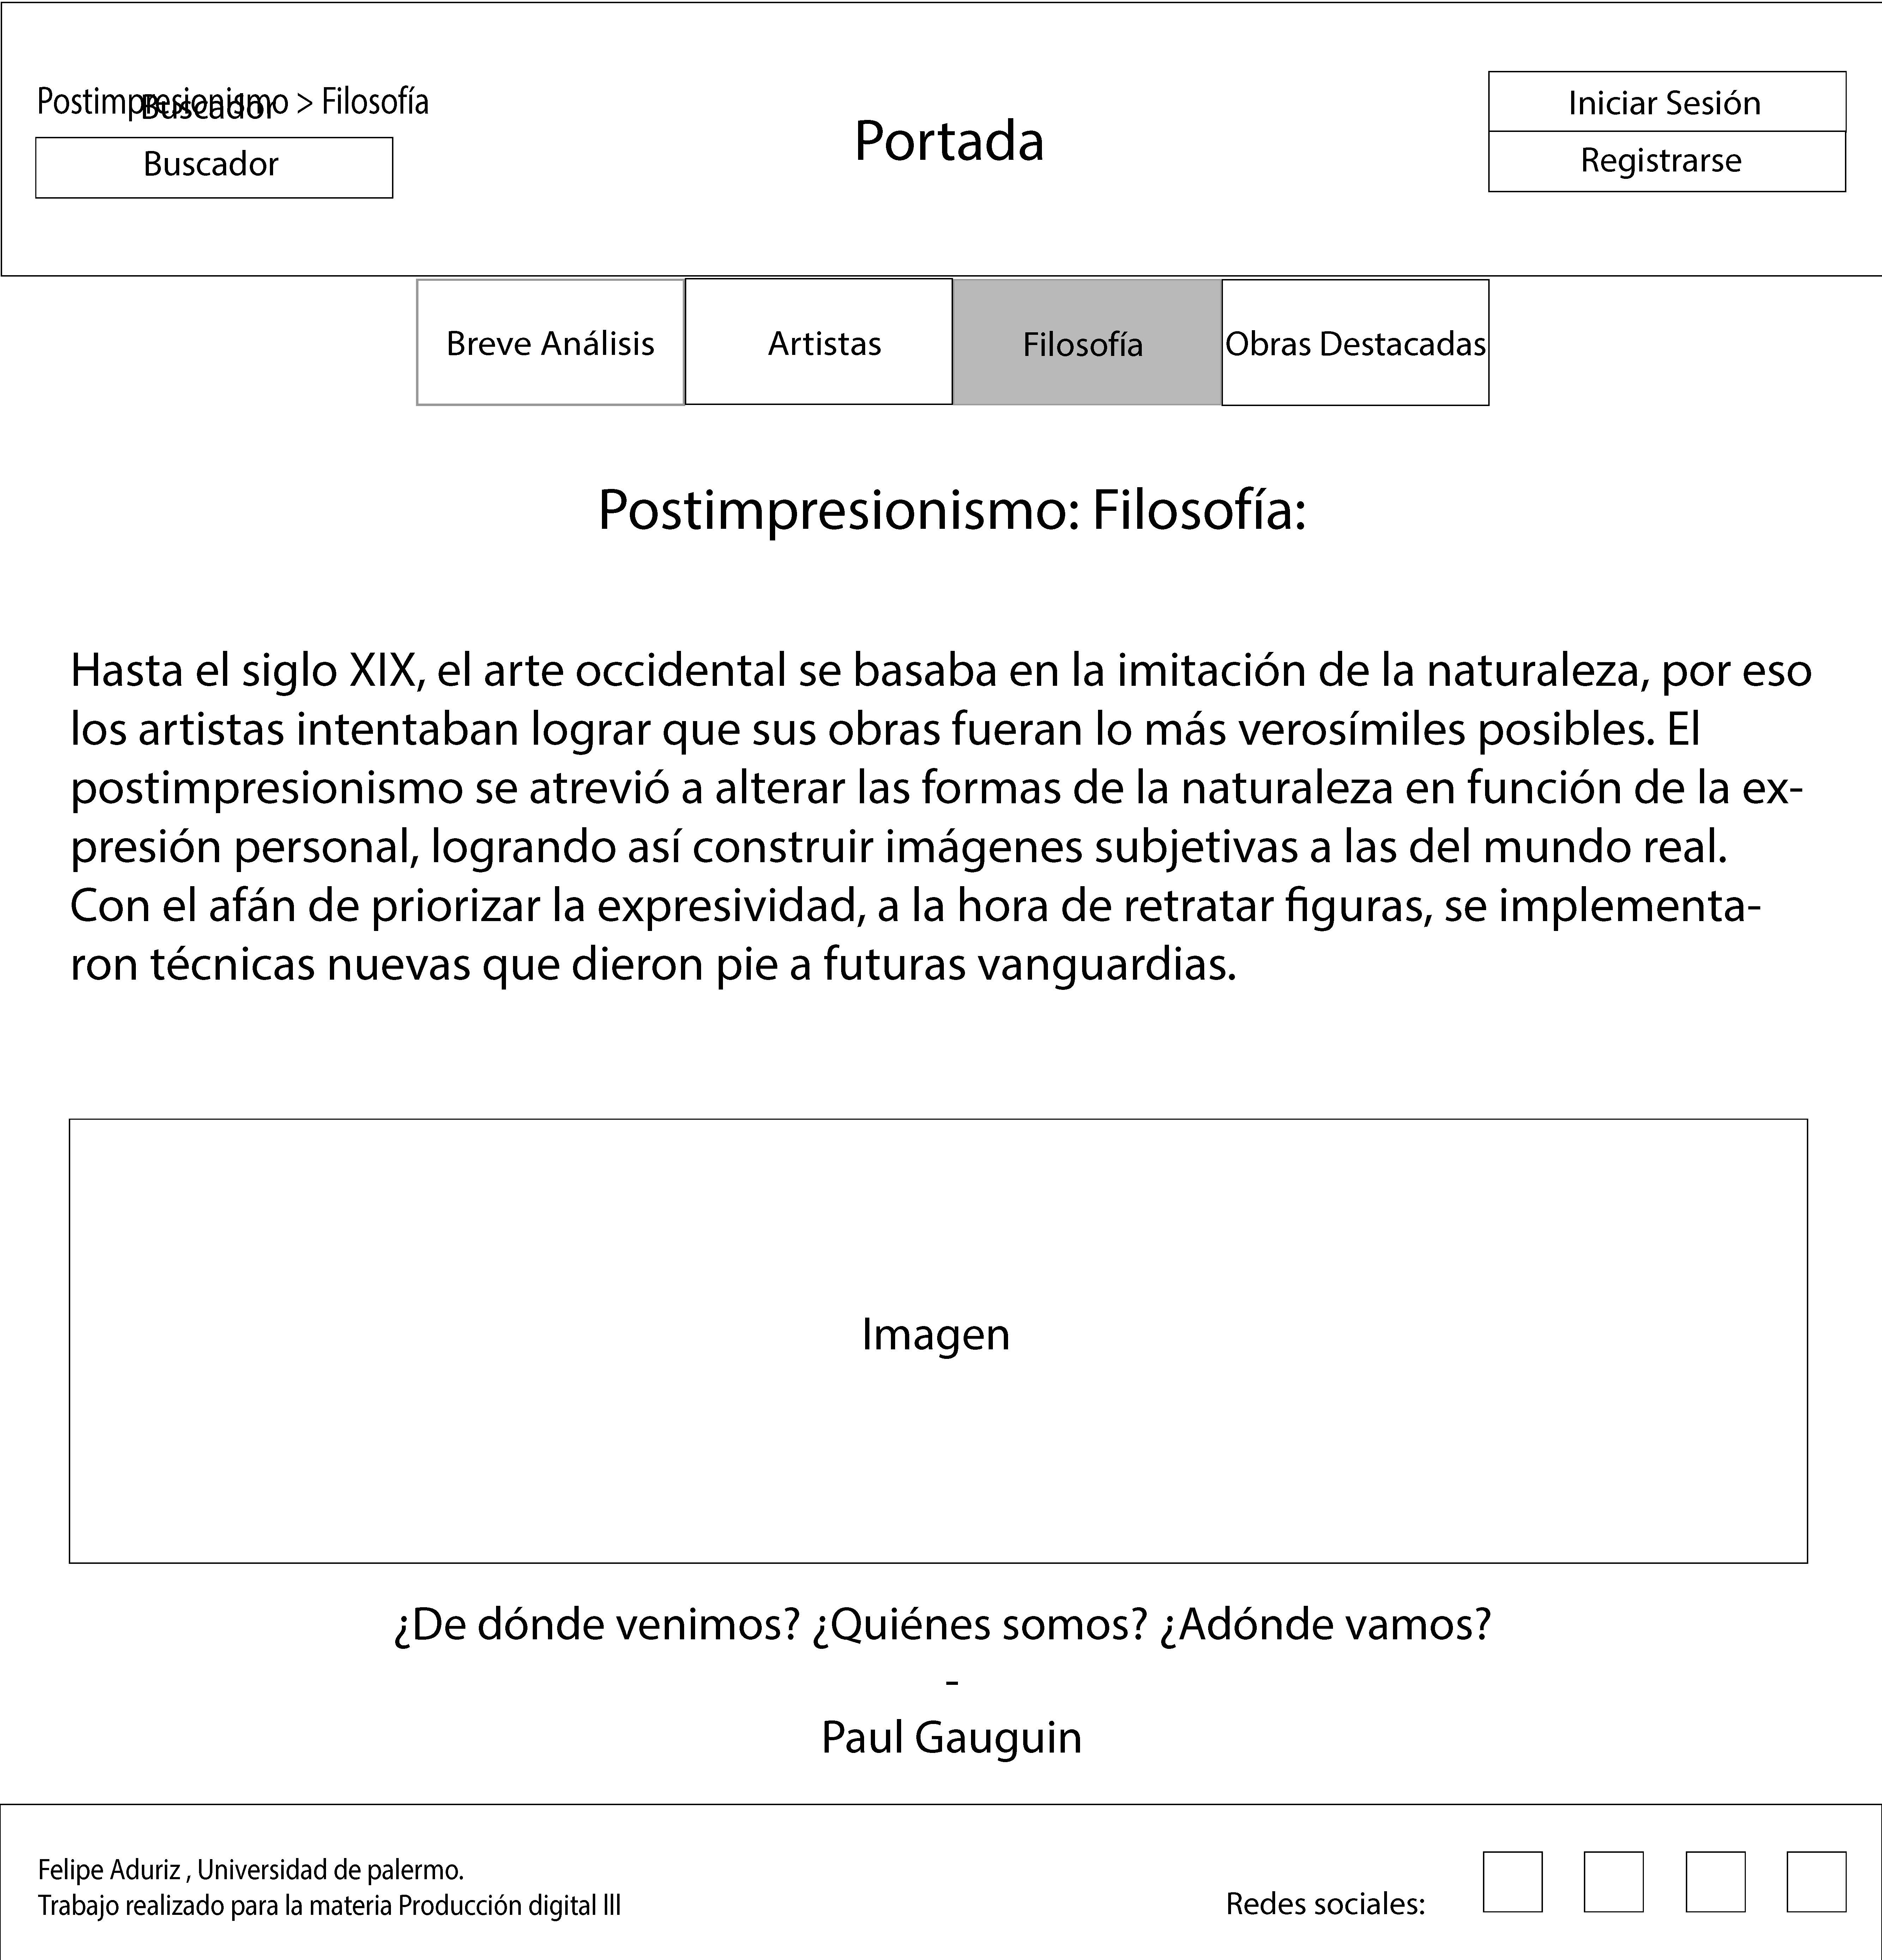 Postimpresionismo > Filosofía
Buscador
Buscador
Portada
Iniciar Sesión
Registrarse
Breve Análisis
Artistas
Filosofía
Obras Destacadas
Postimpresionismo: Filosofía:
Hasta el siglo XIX, el arte occidental se basaba en la imitación de la naturaleza, por eso
los artistas intentaban lograr que sus obras fueran lo más verosímiles posibles. El
postimpresionismo se atrevió a alterar las formas de la naturaleza en función de la ex-
presión personal, logrando así construir imágenes subjetivas a las del mundo real.
Con el afán de priorizar la expresividad, a la hora de retratar figuras, se implementa-
ron técnicas nuevas que dieron pie a futuras vanguardias.
Imagen
¿De dónde venimos? ¿Quiénes somos? ¿Adónde vamos?
-
Paul Gauguin
Felipe Aduriz , Universidad de palermo.
Trabajo realizado para la materia Producción digital lll
Redes sociales: